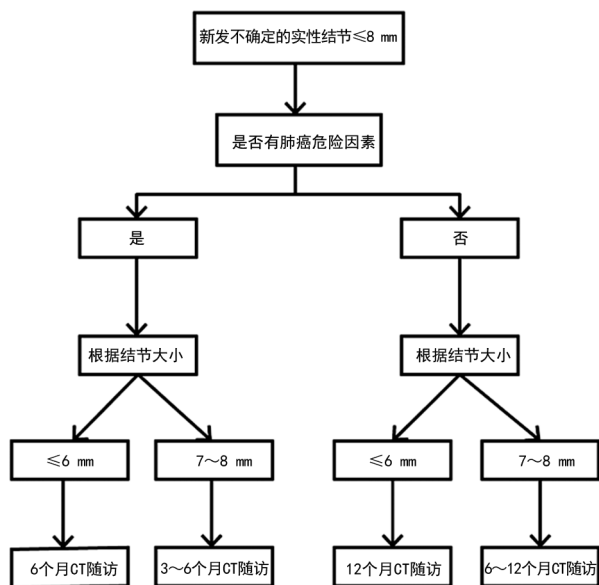 新发不确定的实性结节≤8 mm
是否有肺癌危险因素
是
否
根据结节大小
根据结节大小
≤6 mm
7～8 mm
≤6 mm
7～8 mm
6个月CT随访
3～6个月CT随访
12个月CT随访
6～12个月CT随访